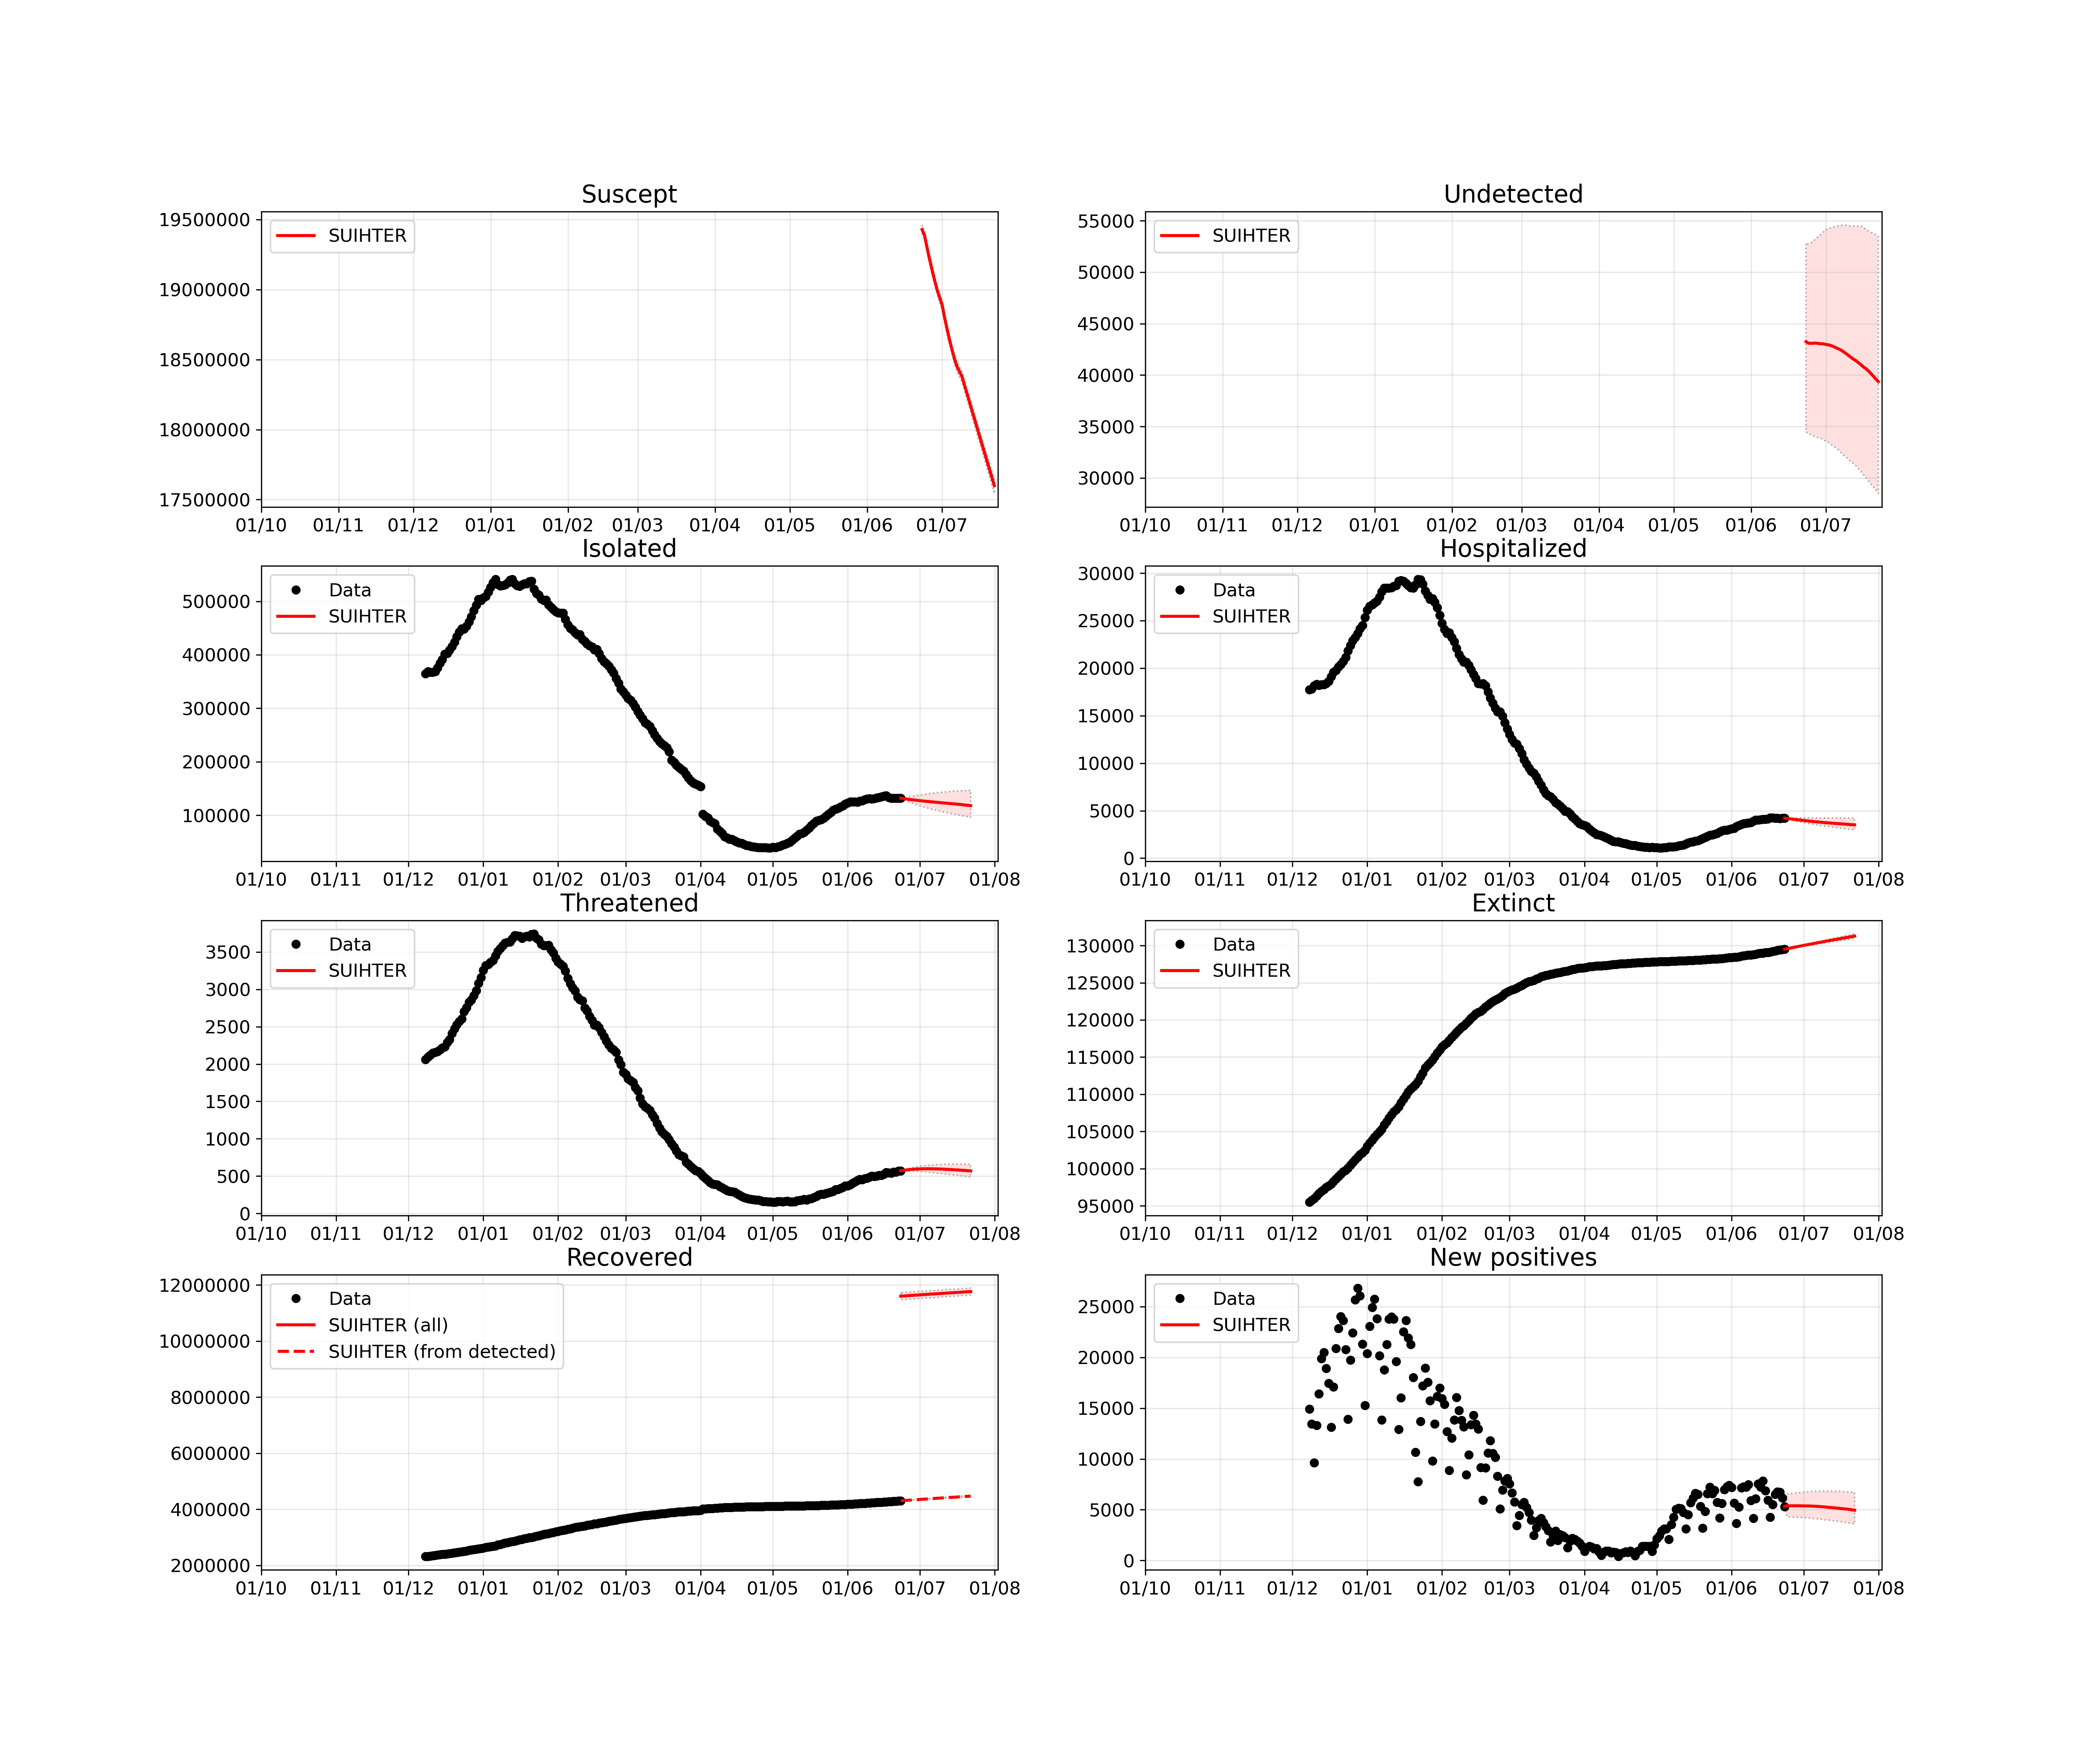 Suscept
19500000
19000000
18500000
18000000
17500000
SUIHTER
01/10 01/11 01/12 01/01 01/02 01/03 01/04 01/05 01/06 01/07
Undetected
55000
50000
45000
40000
35000
30000
SUIHTER
01/10 01/11 01/12 01/01 01/02 01/03 01/04 01/05 01/06 01/07
Isolated
500000
400000
300000
200000
100000
Data
SUIHTER
01/10 01/11 01/12 01/01 01/02 01/03 01/04 01/05 01/06 01/07 01/08
Hospitalized
30000
25000
20000
15000
10000
5000
0
Data
SUIHTER
01/10 01/11 01/12 01/01 01/02 01/03 01/04 01/05 01/06 01/07 01/08
Threatened
3500
3000
2500
2000
1500
1000
500
0
Data
SUIHTER
01/10 01/11 01/12 01/01 01/02 01/03 01/04 01/05 01/06 01/07 01/08
Extinct
130000
125000
120000
115000
110000
105000
100000
95000
Data
SUIHTER
01/10 01/11 01/12 01/01 01/02 01/03 01/04 01/05 01/06 01/07 01/08
Recovered
12000000
10000000
8000000
6000000
4000000
2000000
Data
SUIHTER (all)
SUIHTER (from detected)
01/10 01/11 01/12 01/01 01/02 01/03 01/04 01/05 01/06 01/07 01/08
New positives
25000
20000
15000
10000
5000
0
Data
SUIHTER
01/10 01/11 01/12 01/01 01/02 01/03 01/04 01/05 01/06 01/07 01/08